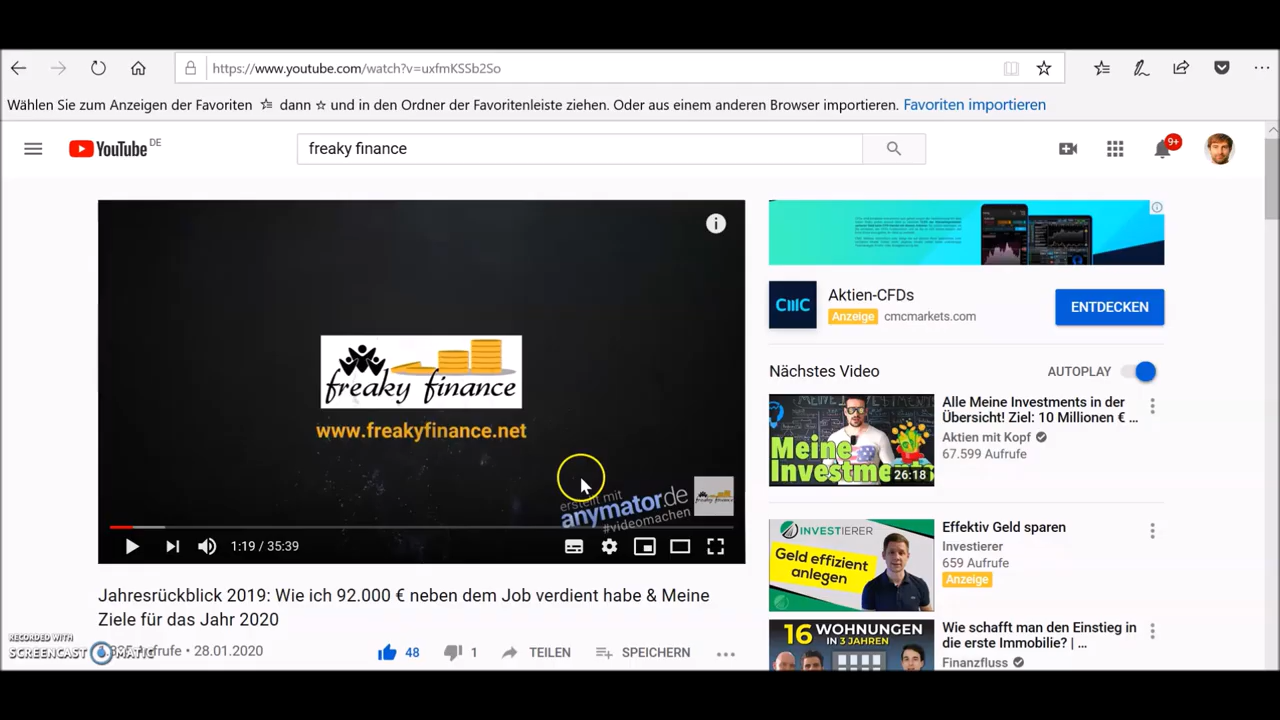 https://www.youtube.com/watch?v=uxfmKSSb2So
Wählen Sie zum Anzeigen der Favoriten dann und in den Ordner der Favoritenleiste ziehen. Oder aus einem anderen Browser importieren. Favoriten importieren
YouTube DE
freaky finance
9+
freaky finance
www.freakyfinance.net
erstellt mit
anymator.de
#videomachen
1:19 / 35:39
Jahresrückblick 2019: Wie ich 92.000 € neben dem Job verdient habe & Meine
Ziele für das Jahr 2020
RECORDED WITH
SCREENCAST MATIC
Aufrufe • 28.01.2020
48
1
TEILEN
SPEICHERN
cmc
Aktien-CFDs
Anzeige cmcmarkets.com
ENTDECKEN
Nächstes Video
AUTOPLAY
Meine
Investments
26:18
Alle Meine Investments in der
Übersicht! Ziel: 10 Millionen € ...
Aktien mit Kopf
67.599 Aufrufe
INVESTIERER
Geld effizient
anlegen
Effektiv Geld sparen
Investierer
659 Aufrufe
Anzeige
16 WOHNUNGEN
IN 3 JAHREN
Wie schafft man den Einstieg in
die erste Immobilie? | ...
Finanzfluss